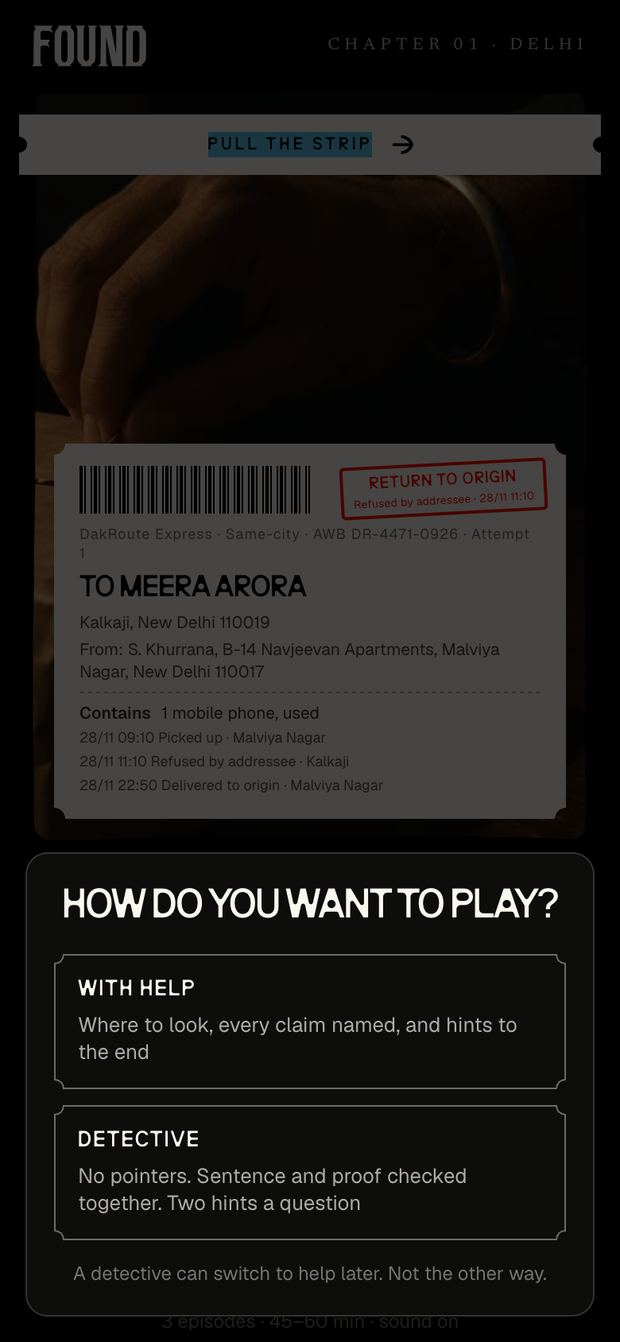 FOUND
CHAPTER 01 · DELHI
PULL THE STRIP →
RETURN TO ORIGIN
Refused by addressee · 28/11 11:10
DakRoute Express · Same-city · AWB DR-4471-0926 · Attempt
1
TO MEERA ARORA
Kalkaji, New Delhi 110019
From: S. Khurrana, B-14 Navjeevan Apartments, Malviya
Nagar, New Delhi 110017
Contains 1 mobile phone, used
28/11 09:10 Picked up · Malviya Nagar
28/11 11:10 Refused by addressee · Kalkaji
28/11 22:50 Delivered to origin · Malviya Nagar
HOW DO YOU WANT TO PLAY?
WITH HELP
Where to look, every claim named, and hints to
the end
DETECTIVE
No pointers. Sentence and proof checked
together. Two hints a question
A detective can switch to help later. Not the other way.
3 episodes · 45–60 min · sound on